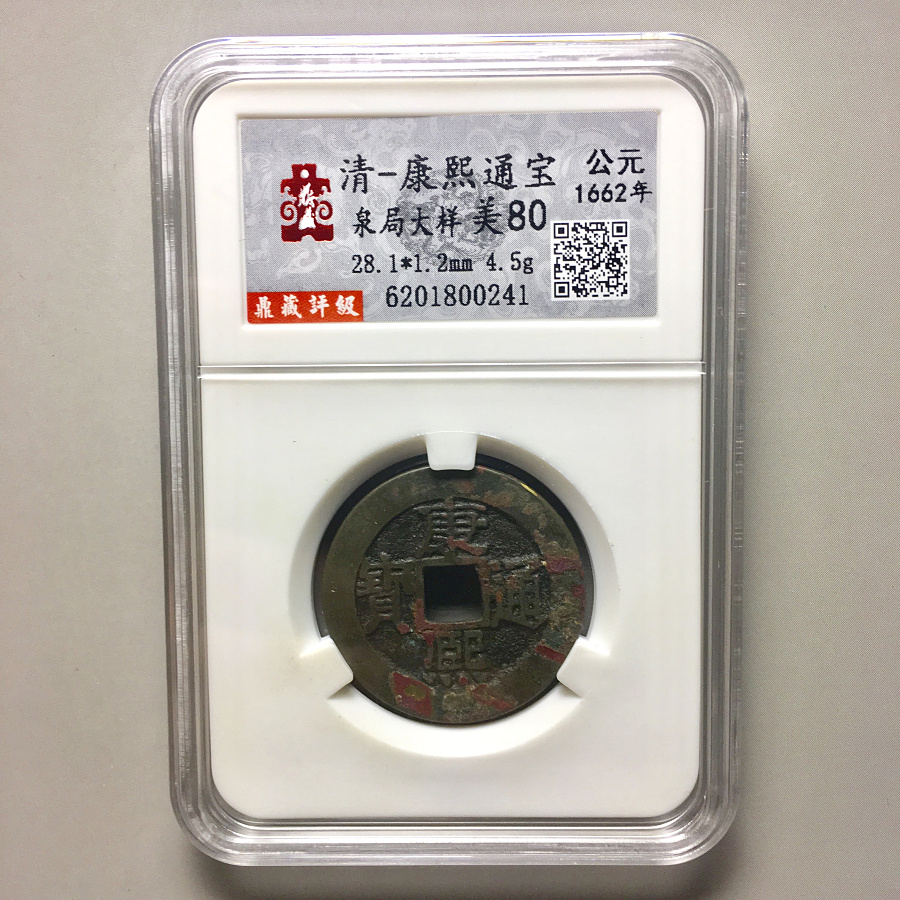 清-康熙通宝
公元
1662年
泉局大样 美80
28.1*1.2mm 4.5g
6201800241
鼎藏評級
康熙通寶